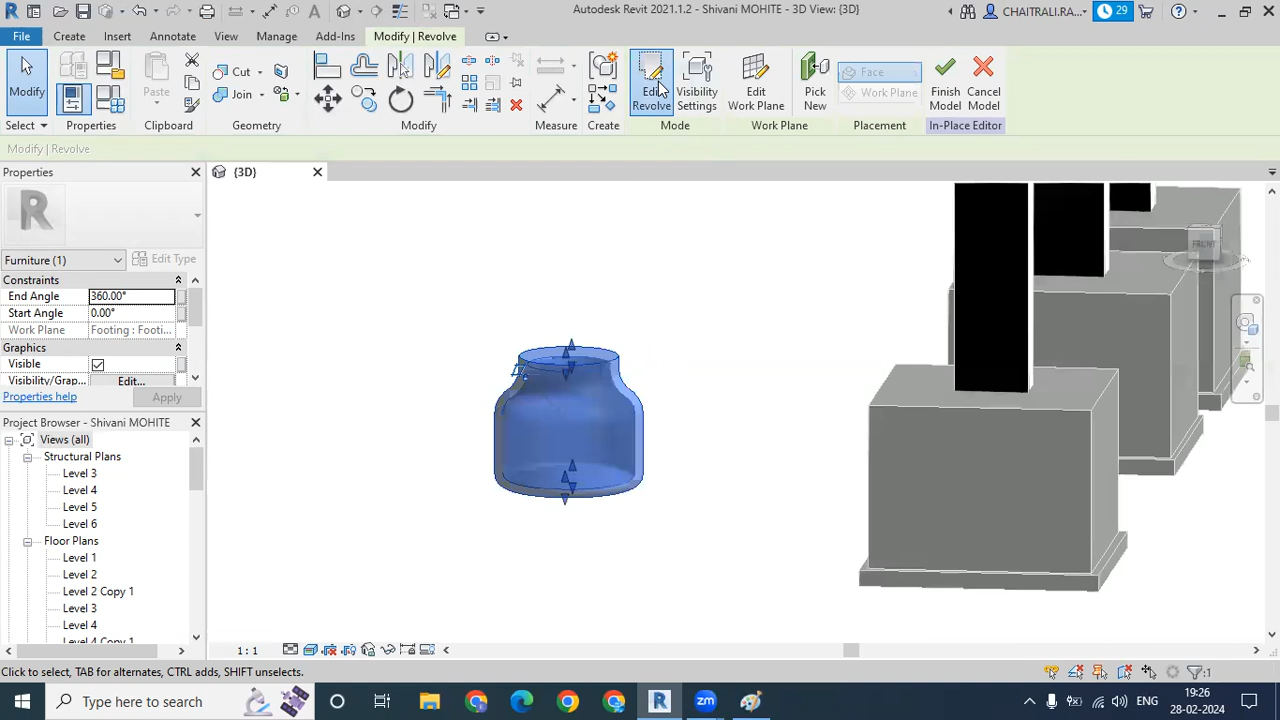 Autodesk Revit 2021.1.2 - Shivani MOHITE - 3D View: {3D}
CHAITRALI.RA...
29
File
Create
Insert
Annotate
View
Manage
Add-Ins
Modify | Revolve
Modify
Paste
Cut
Join
Edit Revolve
Visibility Settings
Edit Work Plane
Pick New
Face
Work Plane
Finish Model
Cancel Model
Select
Properties
Clipboard
Geometry
Modify
Measure
Create
Mode
Work Plane
Placement
In-Place Editor
Modify | Revolve
Properties
{3D}
Furniture (1)
Edit Type
Constraints
End Angle 360.00°
Start Angle 0.00°
Work Plane Footing : Footi...
Graphics
Visible
Visibility/Grap... Edit...
Properties help
Apply
Project Browser - Shivani MOHITE
Views (all)
Structural Plans
Level 3
Level 4
Level 5
Level 6
Floor Plans
Level 1
Level 2
Level 2 Copy 1
Level 3
Level 4
Level 4 Copy 1
FRONT
1 : 1
Click to select, TAB for alternates, CTRL adds, SHIFT unselects.
:1
Type here to search
R
zm
ENG
19:26
28-02-2024